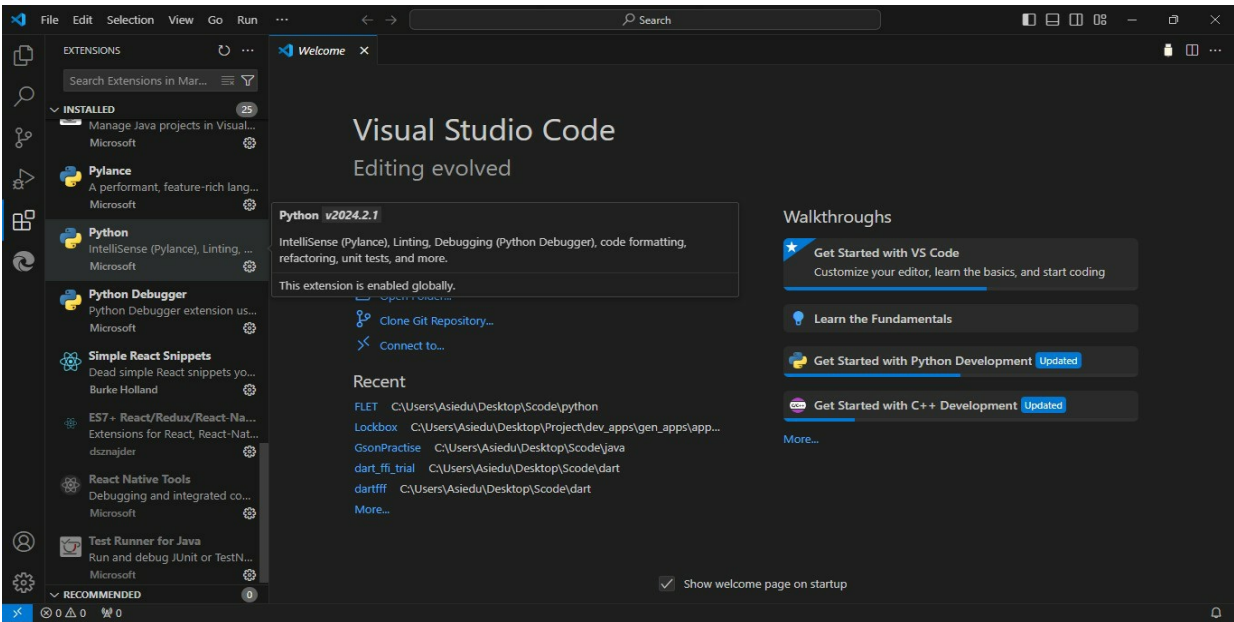 File Edit Selection View Go Run ...
Search
EXTENSIONS
Search Extensions in Mar...
INSTALLED 25
Manage Java projects in Visual...
Microsoft
Pylance
A performant, feature-rich lang...
Microsoft
Python
IntelliSense (Pylance), Linting, ...
Microsoft
Python Debugger
Python Debugger extension us...
Microsoft
Simple React Snippets
Dead simple React snippets yo...
Burke Holland
ES7+ React/Redux/React-Na...
Extensions for React, React-Nat...
dsznajder
React Native Tools
Debugging and integrated co...
Microsoft
Test Runner for Java
Run and debug JUnit or TestN...
Microsoft
RECOMMENDED 0
Welcome
Visual Studio Code
Editing evolved
Python v2024.2.1
IntelliSense (Pylance), Linting, Debugging (Python Debugger), code formatting,
refactoring, unit tests, and more.
This extension is enabled globally.
Open Folder...
Clone Git Repository...
Connect to...
Recent
FLET C:\Users\Asiedu\Desktop\Scode\python
Lockbox C:\Users\Asiedu\Desktop\Project\dev_apps\gen_apps\app...
GsonPractise C:\Users\Asiedu\Desktop\Scode\java
dart_ffi_trial C:\Users\Asiedu\Desktop\Scode\dart
dartfff C:\Users\Asiedu\Desktop\Scode\dart
More...
Walkthroughs
Get Started with VS Code
Customize your editor, learn the basics, and start coding
Learn the Fundamentals
Get Started with Python Development Updated
C/C++ Get Started with C++ Development Updated
More...
Show welcome page on startup
0 0 0